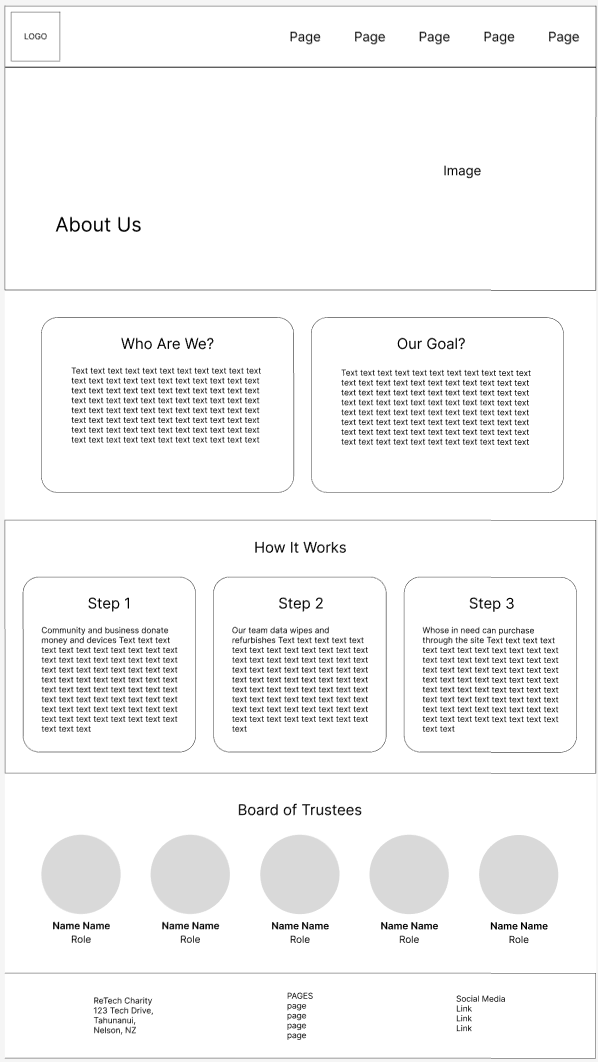 LOGO
Page Page Page Page Page
Image
About Us
Who Are We?
Text text text text text text text text text text text
text text text text text text text text text text text
text text text text text text text text text text text
text text text text text text text text text text text
text text text text text text text text text text text
text text text text text text text text text text text
text text text text text text text text text text text
text text text text text text text text text text text
Our Goal?
Text text text text text text text text text text text
text text text text text text text text text text text
text text text text text text text text text text text
text text text text text text text text text text text
text text text text text text text text text text text
text text text text text text text text text text text
text text text text text text text text text text text
text text text text text text text text text text text
How It Works
Step 1
Community and business donate
money and devices Text text text
text text text text text text text text
text text text text text text text text
text text text text text text text text
text text text text text text text text
text text text text text text text text
text text text text text text text text
text text text text text text text text
text text text text text text text text
text text text
Step 2
Our team data wipes and
refurbishes Text text text text text
text text text text text text text text
text text text text text text text text
text text text text text text text text
text text text text text text text text
text text text text text text text text
text text text text text text text text
text text text text text text text text
text text text text text text text text
text
Step 3
Whose in need can purchase
through the site Text text text text
text text text text text text text text
text text text text text text text text
text text text text text text text text
text text text text text text text text
text text text text text text text text
text text text text text text text text
text text text text text text text text
text text text text text text text text
text text text
Board of Trustees
Name Name Name Name Name Name Name Name Name Name
Role Role Role Role Role
ReTech Charity
123 Tech Drive,
Tahunanui,
Nelson, NZ
PAGES
page
page
page
page
Social Media
Link
Link
Link